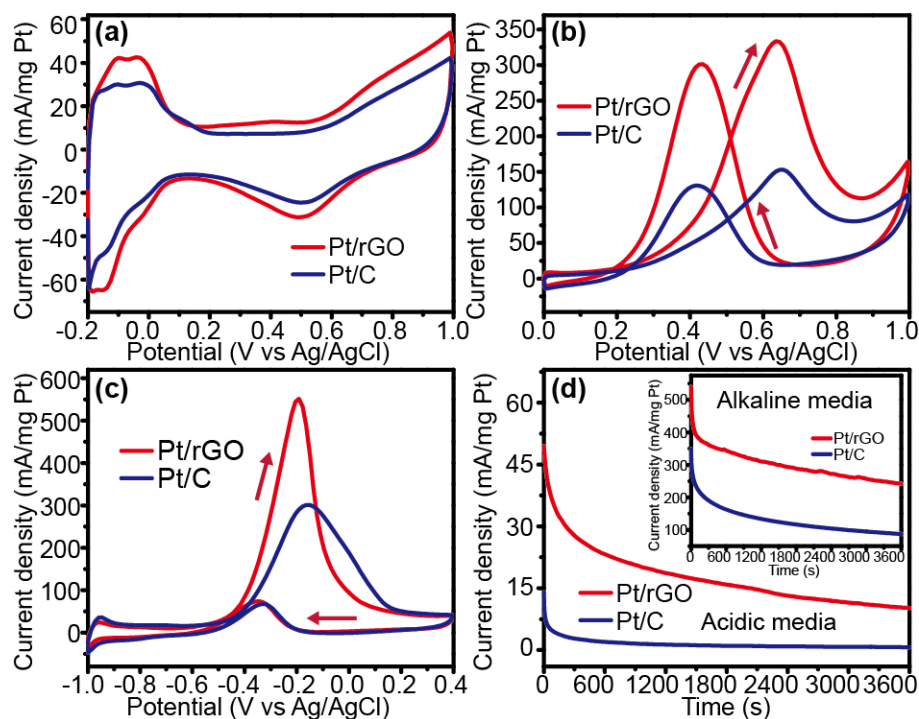 (a)
Current density (mA/mg Pt)
60
40
20
0
-20
-40
-60
Pt/rGO
Pt/C
-0.2
0.0
0.2
0.4
0.6
0.8
1.0
Potential (V vs Ag/AgCl)
(b)
Current density (mA/mg Pt)
350
300
250
200
150
100
50
0
Pt/rGO
Pt/C
0.0
0.2
0.4
0.6
0.8
1.0
Potential (V vs Ag/AgCl)
(c)
Current density (mA/mg Pt)
600
500
400
300
200
100
0
Pt/rGO
Pt/C
-1.0
-0.8
-0.6
-0.4
-0.2
0.0
0.2
0.4
Potential (V vs Ag/AgCl)
(d)
Current density (mA/mg Pt)
60
45
30
15
0
Pt/rGO
Pt/C
Acidic media
0
600
1200
1800
2400
3000
3600
Time (s)
Alkaline media
Current density (mA/mg Pt)
500
400
300
200
100
Pt/rGO
Pt/C
0
600
1200
1800
2400
3000
3600
Time (s)